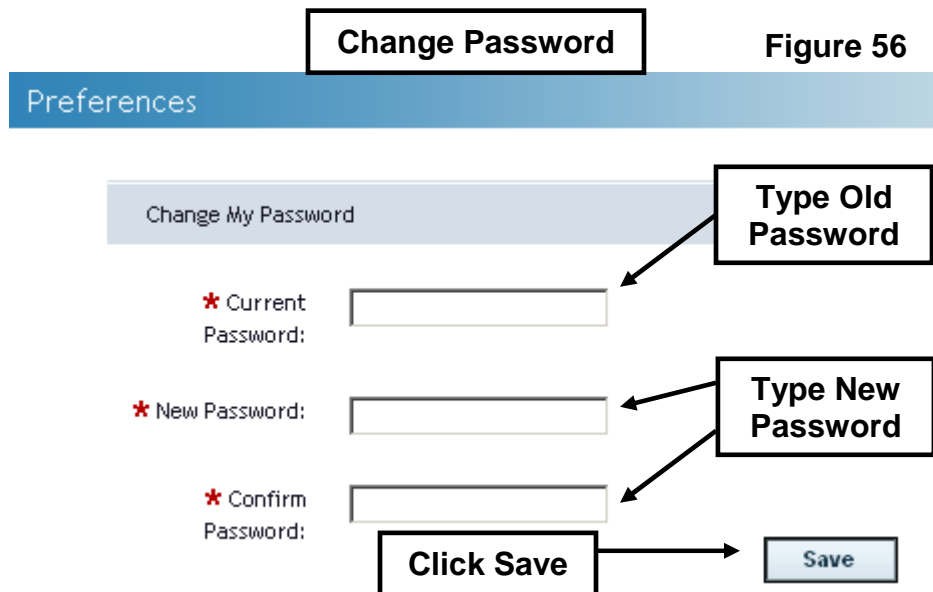 Change Password
Figure 56
Preferences
Change My Password
Type Old
Password
* Current
Password:
* New Password:
Type New
Password
* Confirm
Password:
Click Save
Save